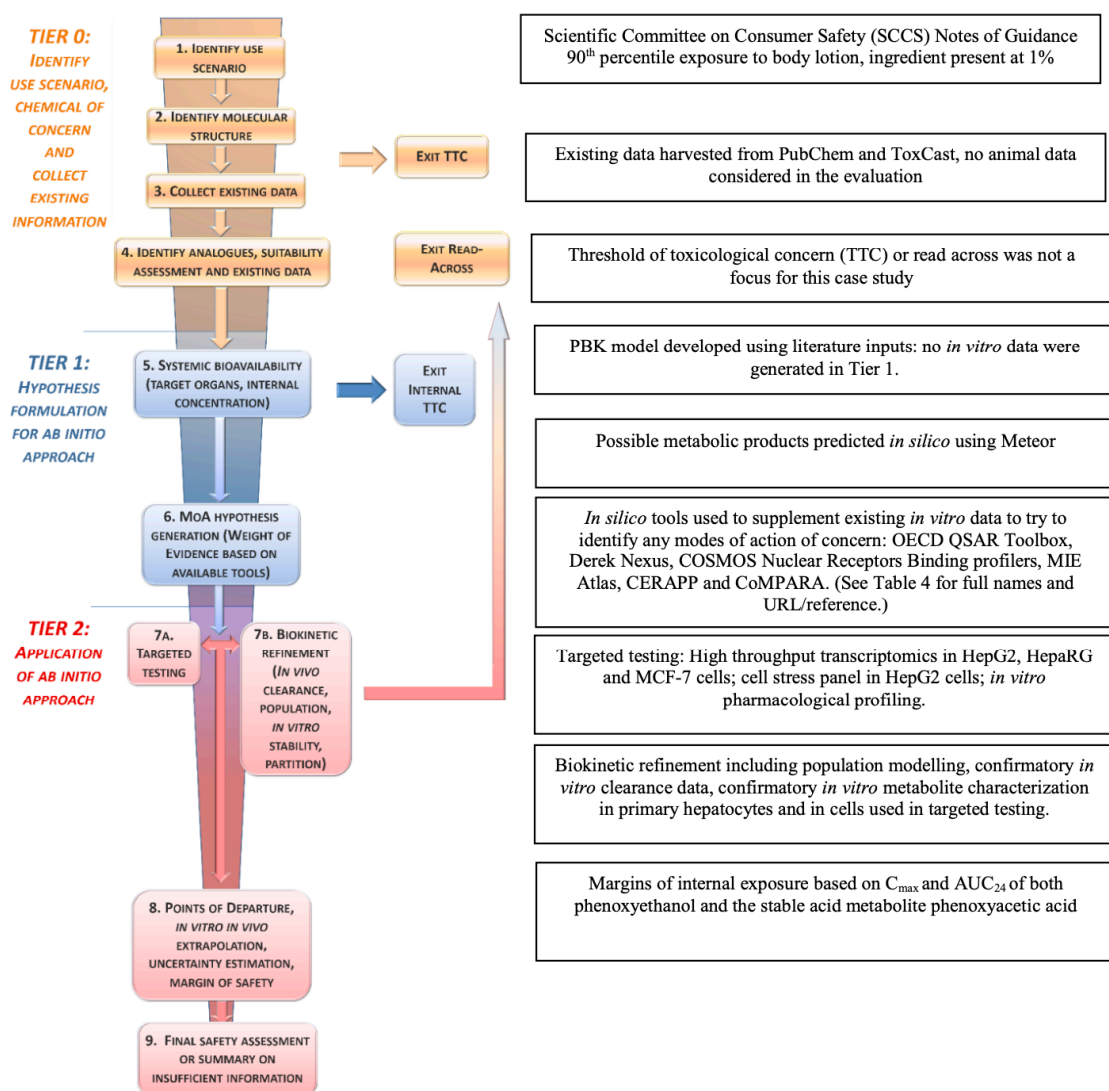 TIER 0:
IDENTIFY
USE SCENARIO,
CHEMICAL OF
CONCERN
AND
COLLECT
EXISTING
INFORMATION
1. IDENTIFY USE
SCENARIO
2. IDENTIFY MOLECULAR
STRUCTURE
3. COLLECT EXISTING DATA
EXIT TTC
4. IDENTIFY ANALOGUES, SUITABILITY
ASSESSMENT AND EXISTING DATA
EXIT READ-
ACROSS
TIER 1:
HYPOTHESIS
FORMULATION
FOR AB INITIO
APPROACH
5. SYSTEMIC BIOAVAILABILITY
(TARGET ORGANS, INTERNAL
CONCENTRATION)
EXIT
INTERNAL
TTC
6. MOA HYPOTHESIS
GENERATION (WEIGHT OF
EVIDENCE BASED ON
AVAILABLE TOOLS)
TIER 2:
APPLICATION
OF AB INITIO
APPROACH
7A.
TARGETED
TESTING
7B. BIOKINETIC
REFINEMENT
(IN VIVO
CLEARANCE,
POPULATION,
IN VITRO
STABILITY,
PARTITION)
8. POINTS OF DEPARTURE,
IN VITRO IN VIVO
EXTRAPOLATION,
UNCERTAINTY ESTIMATION,
MARGIN OF SAFETY
9. FINAL SAFETY ASSESSMENT
OR SUMMARY ON
INSUFFICIENT INFORMATION
Scientific Committee on Consumer Safety (SCCS) Notes of Guidance
90th percentile exposure to body lotion, ingredient present at 1%
Existing data harvested from PubChem and ToxCast, no animal data
considered in the evaluation
Threshold of toxicological concern (TTC) or read across was not a
focus for this case study
PBK model developed using literature inputs: no in vitro data were
generated in Tier 1.
Possible metabolic products predicted in silico using Meteor
In silico tools used to supplement existing in vitro data to try to
identify any modes of action of concern: OECD QSAR Toolbox,
Derek Nexus, COSMOS Nuclear Receptors Binding profilers, MIE
Atlas, CERAPP and CoMPARA. (See Table 4 for full names and
URL/reference.)
Targeted testing: High throughput transcriptomics in HepG2, HepaRG
and MCF-7 cells; cell stress panel in HepG2 cells; in vitro
pharmacological profiling.
Biokinetic refinement including population modelling, confirmatory in
vitro clearance data, confirmatory in vitro metabolite characterization
in primary hepatocytes and in cells used in targeted testing.
Margins of internal exposure based on Cmax and AUC24 of both
phenoxyethanol and the stable acid metabolite phenoxyacetic acid